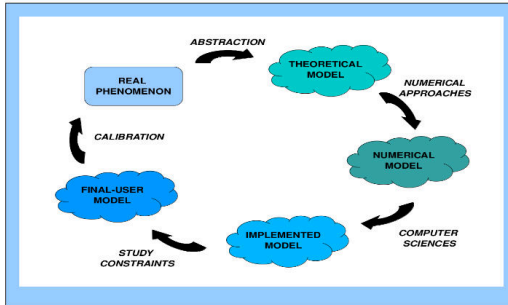 ABSTRACTION
REAL
PHENOMENON
THEORETICAL
MODEL
NUMERICAL
APPROACHES
CALIBRATION
NUMERICAL
MODEL
FINAL-USER
MODEL
IMPLEMENTED
MODEL
COMPUTER
SCIENCES
STUDY
CONSTRAINTS